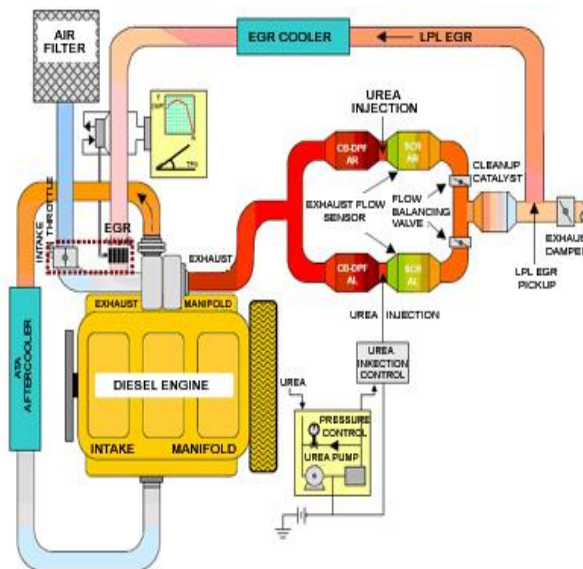 AIR
FILTER
EGR COOLER
LPL EGR
UREA
INJECTION
CB-DPF
AR
SCR
AR
CLEANUP
CATALYST
EXHAUST FLOW
SENSOR
FLOW
BALANCING
VALVE
INTAKE
THROTTLE
EGR
EXHAUST
EXHAUST
DAMPER
LPL EGR
PICKUP
CB-DPF
AL
SCR
AL
UREA INJECTION
EXHAUST MANIFOLD
ATA
AFTERCOOLER
DIESEL ENGINE
INTAKE MANIFOLD
UREA
INKECTION
CONTROL
UREA
PRESSURE
CONTROL
UREA PUMP